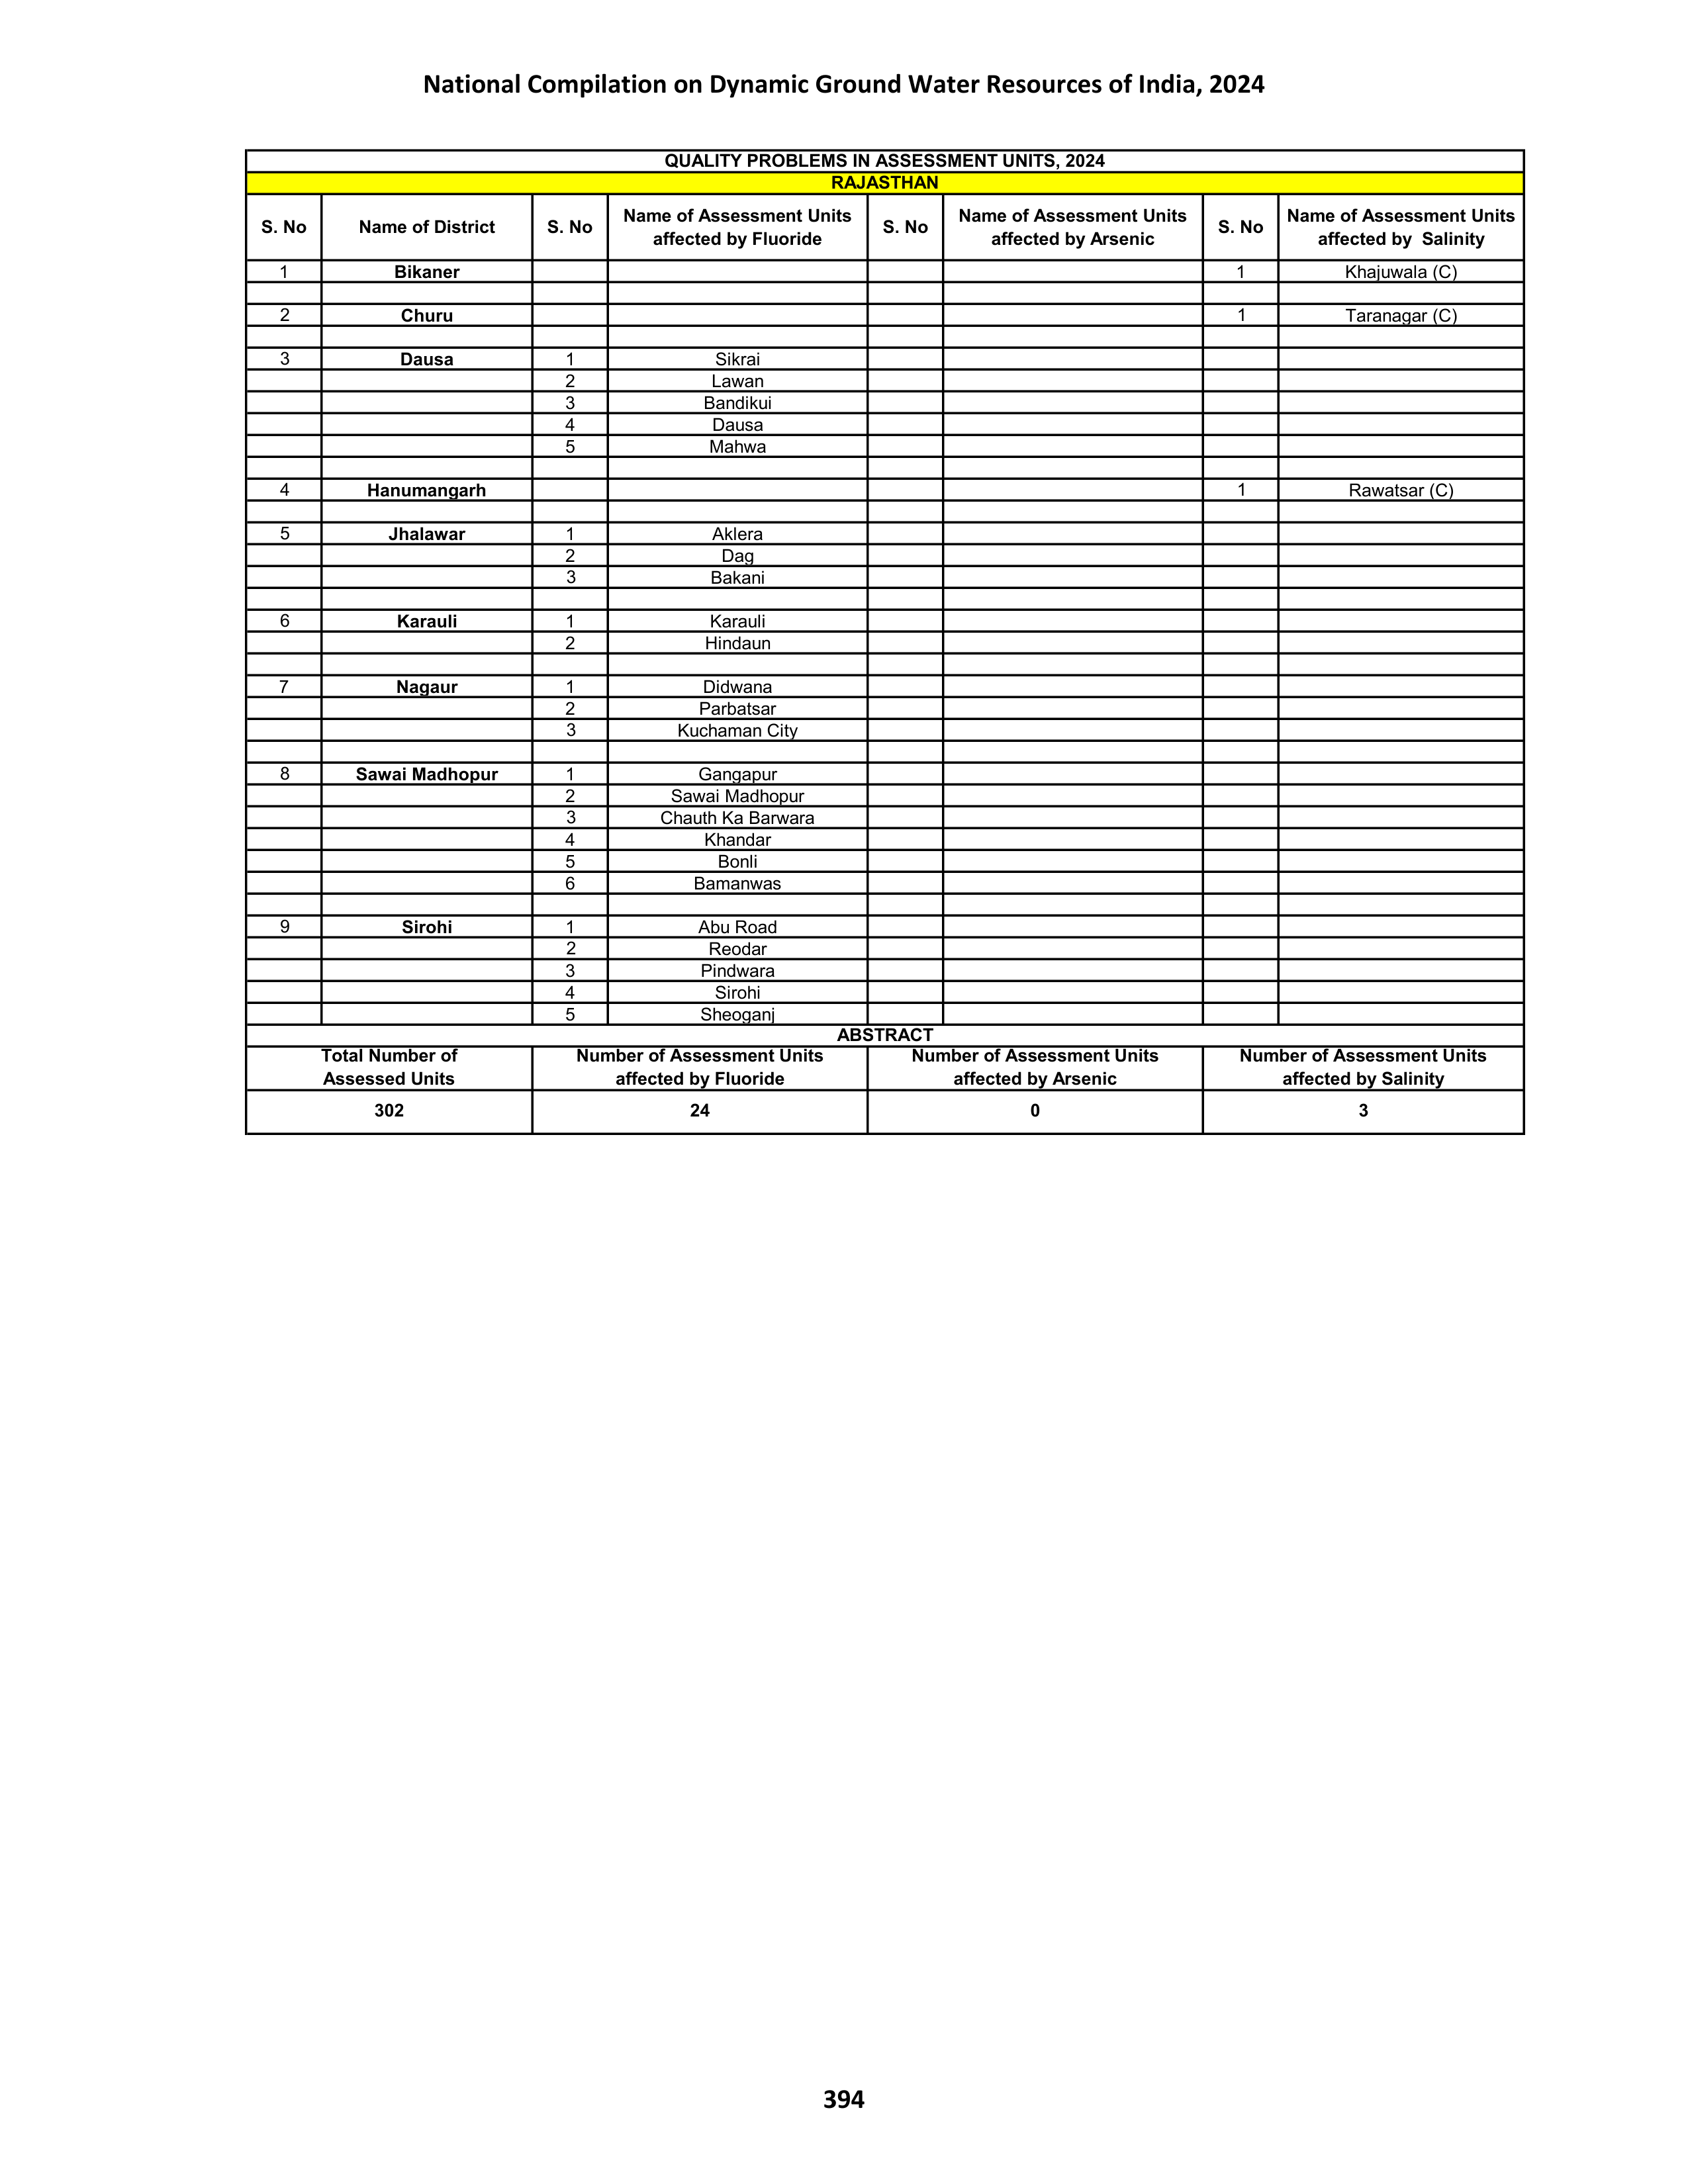 National Compilation on Dynamic Ground Water Resources of India, 2024
QUALITY PROBLEMS IN ASSESSMENT UNITS, 2024
RAJASTHAN
S. No Name of District S. No Name of Assessment Units affected by Fluoride S. No Name of Assessment Units affected by Arsenic S. No Name of Assessment Units affected by Salinity
1 Bikaner 1 Khajuwala (C)
2 Churu 1 Taranagar (C)
3 Dausa 1 Sikrai
2 Lawan
3 Bandikui
4 Dausa
5 Mahwa
4 Hanumangarh 1 Rawatsar (C)
5 Jhalawar 1 Aklera
2 Dag
3 Bakani
6 Karauli 1 Karauli
2 Hindaun
7 Nagaur 1 Didwana
2 Parbatsar
3 Kuchaman City
8 Sawai Madhopur 1 Gangapur
2 Sawai Madhopur
3 Chauth Ka Barwara
4 Khandar
5 Bonli
6 Bamanwas
9 Sirohi 1 Abu Road
2 Reodar
3 Pindwara
4 Sirohi
5 Sheoganj
ABSTRACT
Total Number of Assessed Units Number of Assessment Units affected by Fluoride Number of Assessment Units affected by Arsenic Number of Assessment Units affected by Salinity
302 24 0 3
394